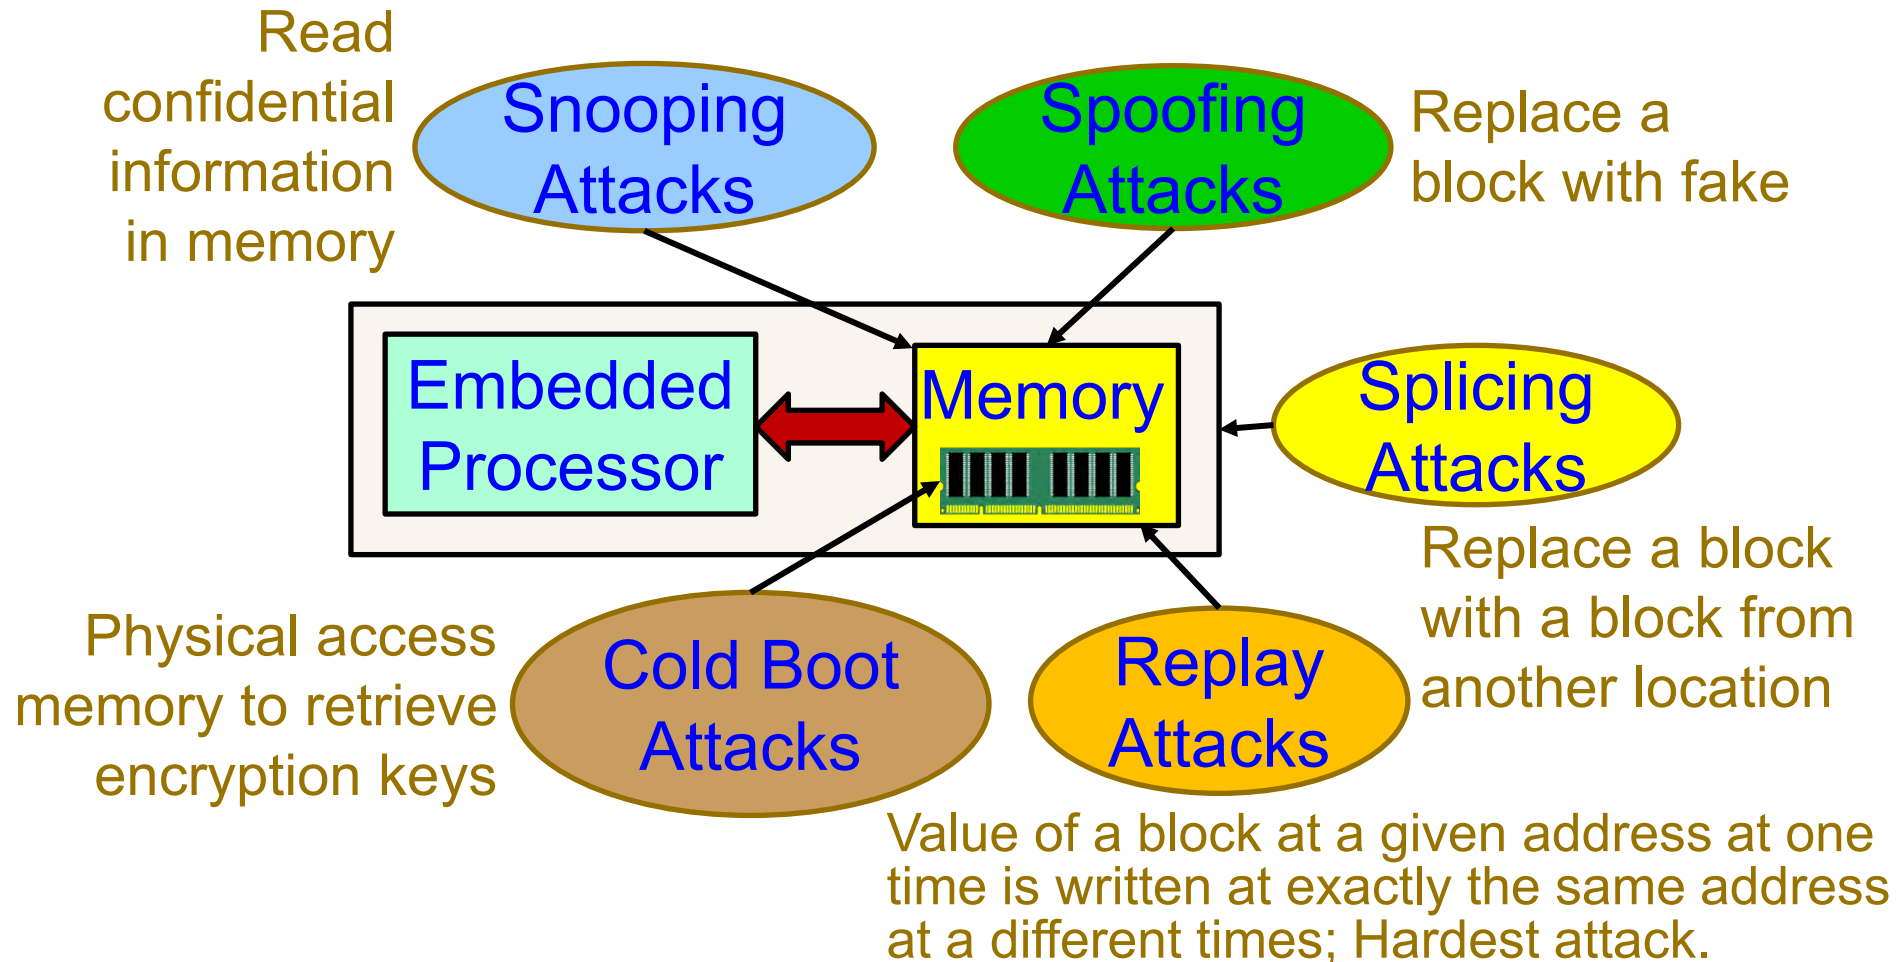 Read
confidential
information
in memory
Snooping
Attacks
Spoofing
Attacks
Replace a
block with fake
Embedded
Processor
Memory
Splicing
Attacks
Replace a block
with a block from
another location
Physical access
memory to retrieve
encryption keys
Cold Boot
Attacks
Replay
Attacks
Value of a block at a given address at one
time is written at exactly the same address
at a different times; Hardest attack.